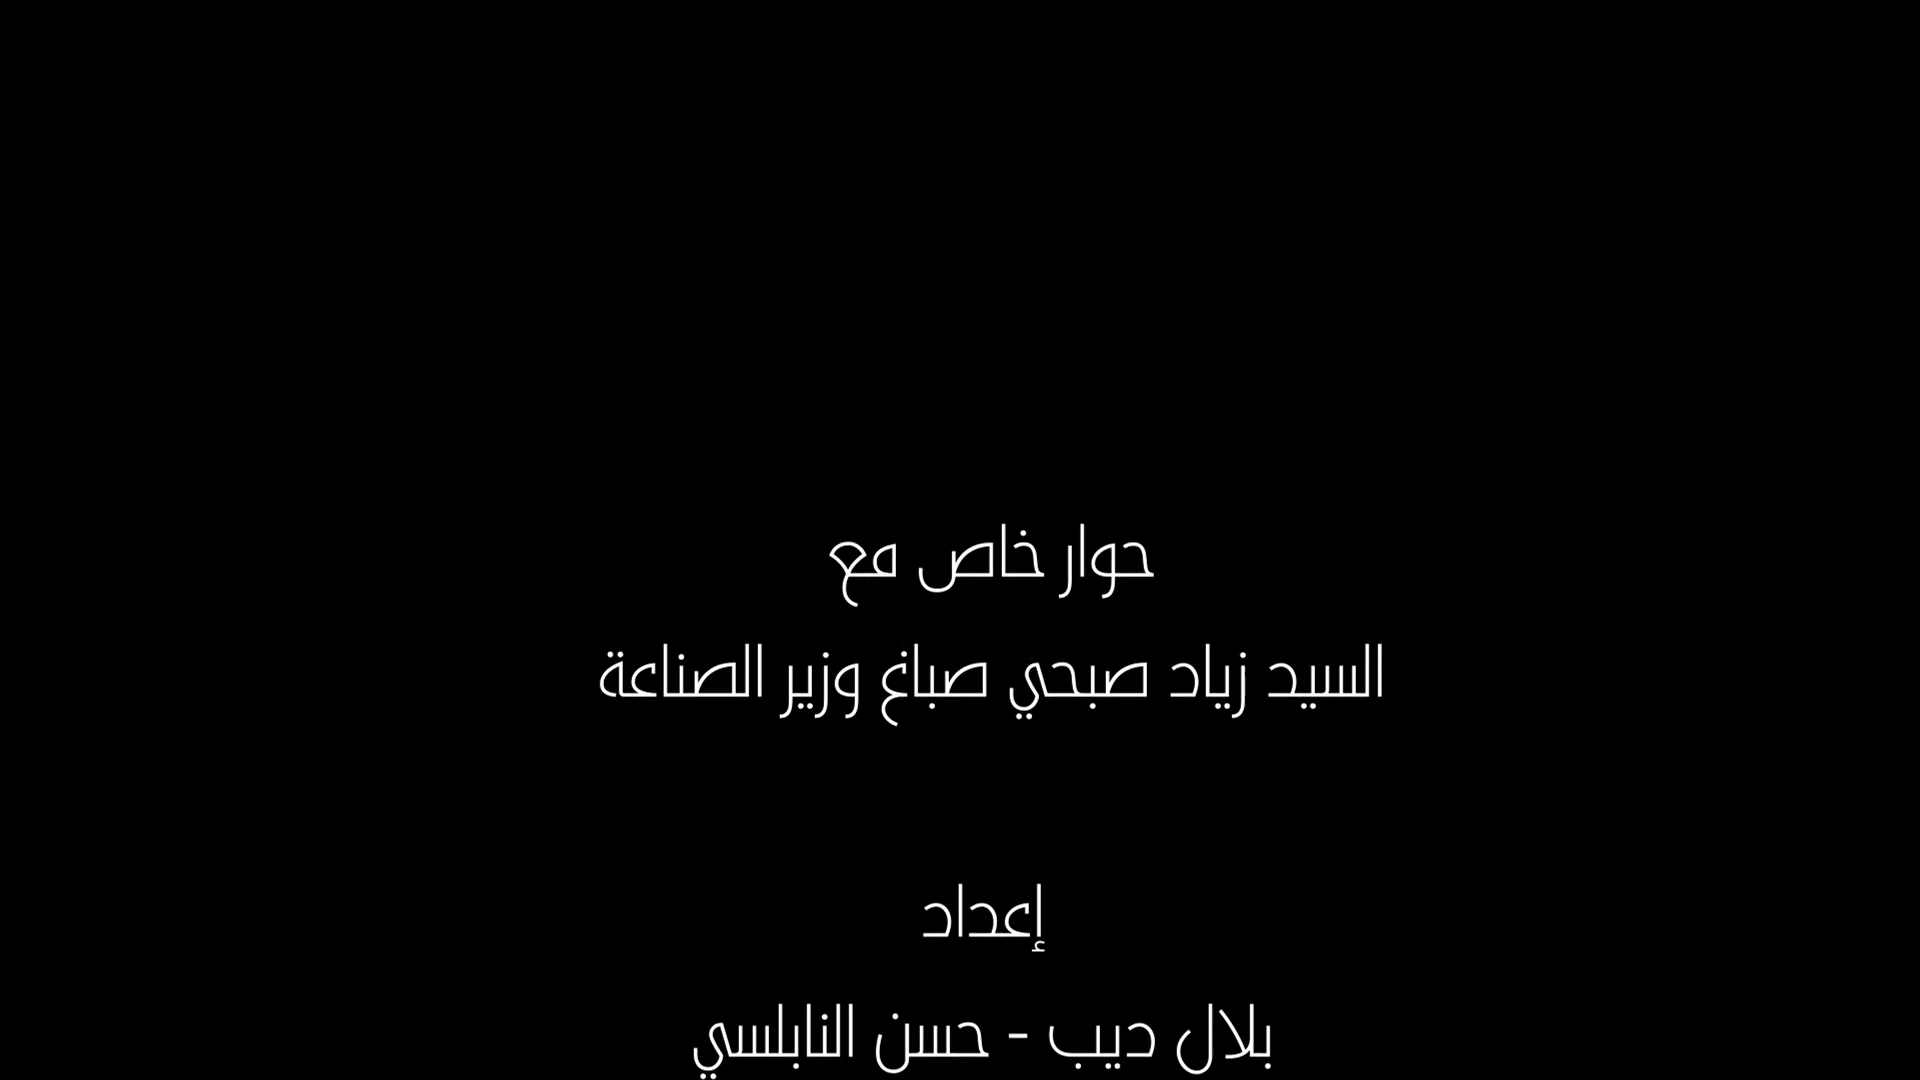 حوار خاص مع
السيد زياد صبحي صباغ وزير الصناعة
إعداد
بلال ديب - حسن النابلسي